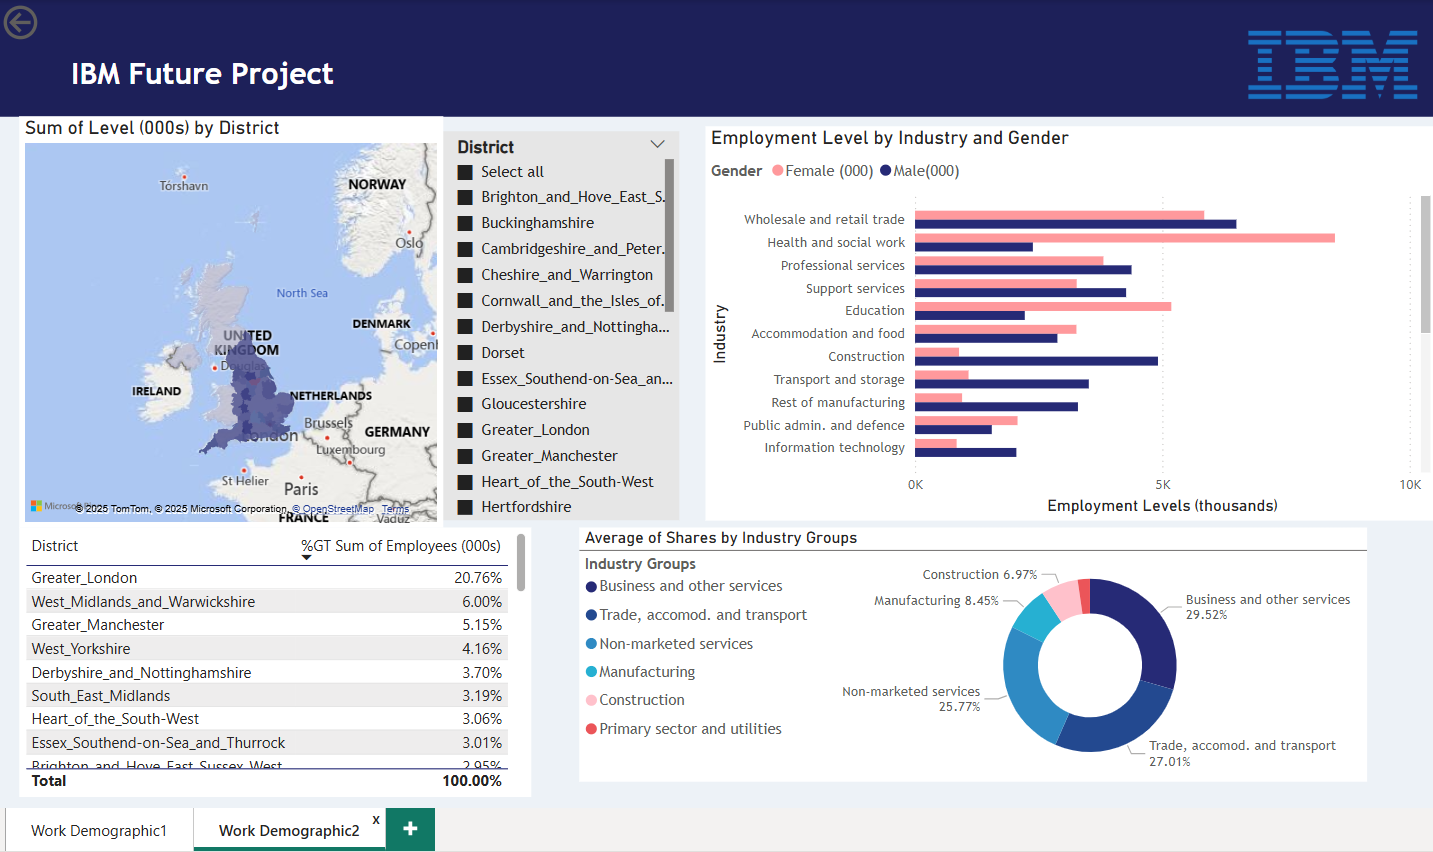 IBM Future Project
IBM
Sum of Level (000s) by District
Tórshavn
NORWAY
Oslo
North Sea
DENMARK
UNITED
KINGDOM
Douglas
IRELAND
NETHERLANDS
London
Brussels
GERMANY
Luxembourg
St Helier
Paris
FRANCE
Vaduz
© 2025 TomTom, © 2025 Microsoft Corporation, © OpenStreetMap Terms
District
Select all
Brighton_and_Hove_East_S.
Buckinghamshire
Cambridgeshire_and_Peter.
Cheshire_and_Warrington
Cornwall_and_the_Isles_of.
Derbyshire_and_Nottingha...
Dorset
Essex_Southend-on-Sea_an...
Gloucestershire
Greater_London
Greater_Manchester
Heart_of_the_South-West
Hertfordshire
Employment Level by Industry and Gender
Gender Female (000) Male(000)
Industry
Wholesale and retail trade
Health and social work
Professional services
Support services
Education
Accommodation and food
Construction
Transport and storage
Rest of manufacturing
Public admin. and defence
Information technology
0K 5K 10K
Employment Levels (thousands)
District %GT Sum of Employees (000s)
Greater_London 20.76%
West_Midlands_and_Warwickshire 6.00%
Greater_Manchester 5.15%
West_Yorkshire 4.16%
Derbyshire_and_Nottinghamshire 3.70%
South_East_Midlands 3.19%
Heart_of_the_South-West 3.06%
Essex_Southend-on-Sea_and_Thurrock 3.01%
Brighton_and_Hove_East_Sussex_West 2.95%
Total 100.00%
Average of Shares by Industry Groups
Industry Groups
Business and other services
Trade, accomod. and transport
Non-marketed services
Manufacturing
Construction
Primary sector and utilities
Construction 6.97%
Manufacturing 8.45%
Business and other services
29.52%
Non-marketed services
25.77%
Trade, accomod. and transport
27.01%
Work Demographic1
Work Demographic2
x
+